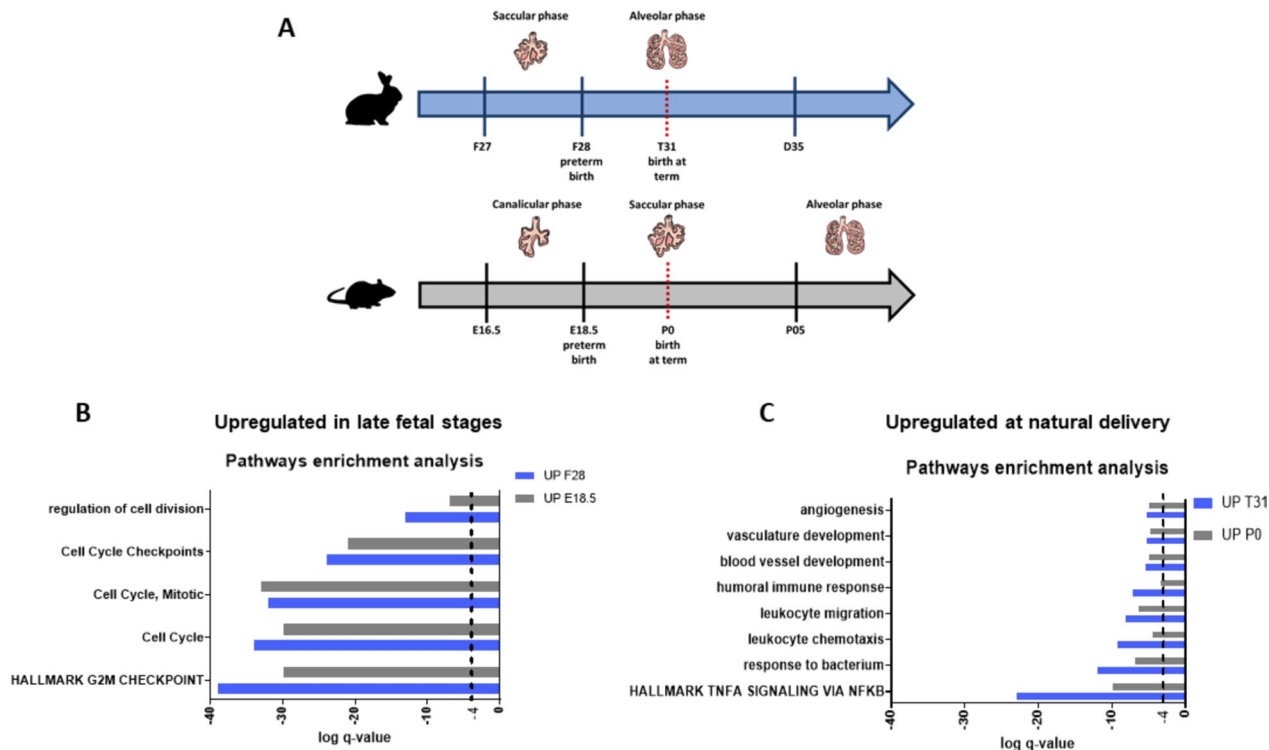 A
Saccular phase
Alveolar phase
F27
F28
preterm
birth
T31
birth at
term
D35
Canalicular phase
Saccular phase
Alveolar phase
E16.5
E18.5
preterm
birth
P0
birth
at term
P05
B
Upregulated in late fetal stages
Pathways enrichment analysis
UP F28
UP E18.5
regulation of cell division
Cell Cycle Checkpoints
Cell Cycle, Mitotic
Cell Cycle
HALLMARK G2M CHECKPOINT
-40
-30
-20
-10
-4
0
log q-value
C
Upregulated at natural delivery
Pathways enrichment analysis
UP T31
UP P0
angiogenesis
vasculature development
blood vessel development
humoral immune response
leukocyte migration
leukocyte chemotaxis
response to bacterium
HALLMARK TNFA SIGNALING VIA NFKB
-40
-30
-20
-10
-4
0
log q-value